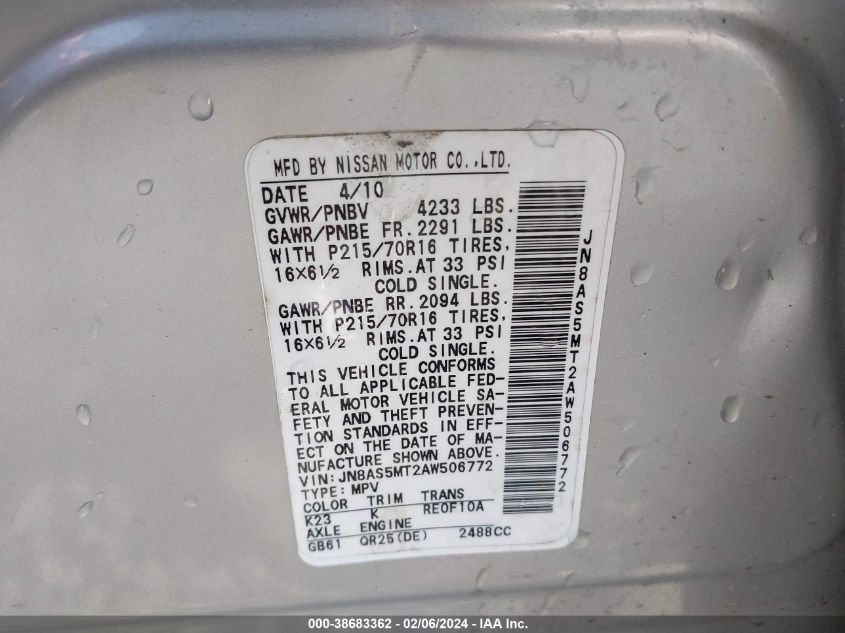 MFD BY NISSAN MOTOR CO.,LTD.
DATE 4/10
GVWR/PNBV 4233 LBS.
GAWR/PNBE FR. 2291 LBS.
WITH P215/70R16 TIRES,
16X6½ RIMS. AT 33 PSI
COLD SINGLE.
GAWR/PNBE RR. 2094 LBS.
WITH P215/70R16 TIRES,
16X6½ RIMS. AT 33 PSI
COLD SINGLE.
THIS VEHICLE CONFORMS
TO ALL APPLICABLE FED-
ERAL MOTOR VEHICLE SA-
FETY AND THEFT PREVEN-
TION STANDARDS IN EFF-
ECT ON THE DATE OF MA-
NUFACTURE SHOWN ABOVE.
VIN: JN8AS5MT2AW506772
TYPE: MPV
COLOR TRIM TRANS
K23 K RE0F10A
AXLE ENGINE
GB61 QR25(DE) 2488CC
JN8AS5MT2AW506772
000-38683362 - 02/06/2024 - IAA Inc.